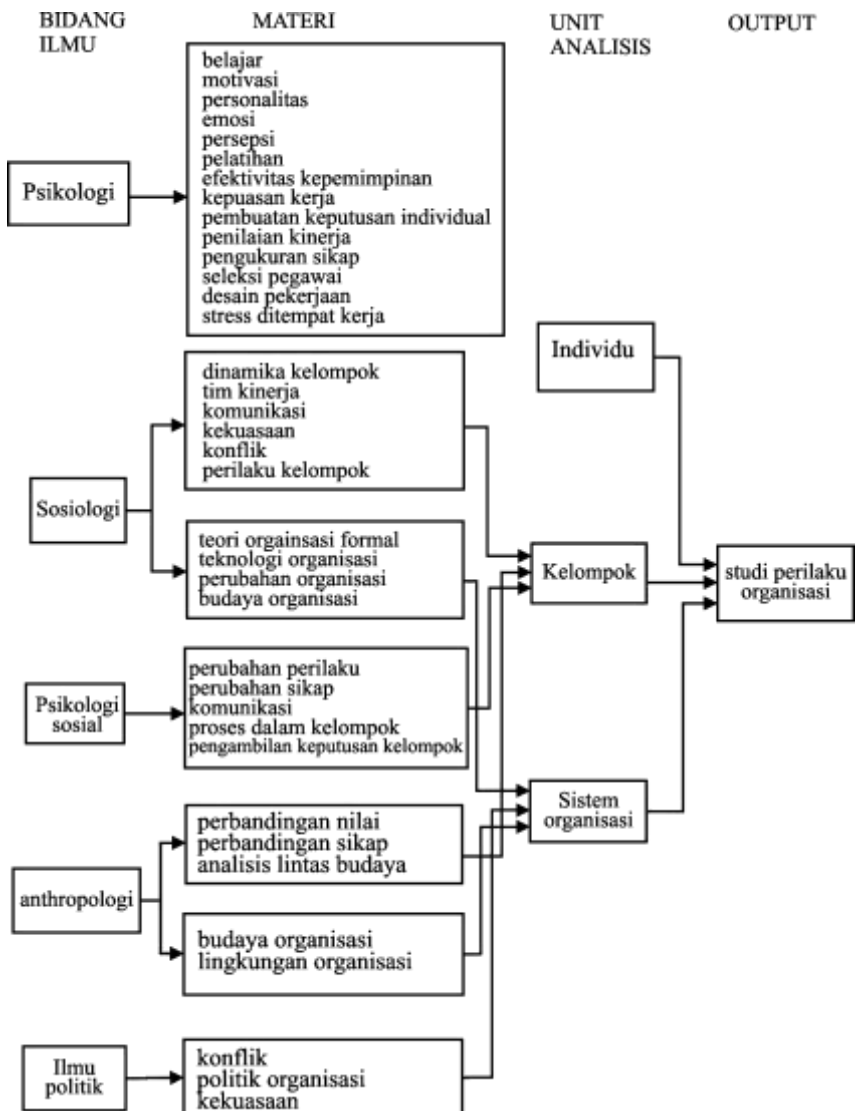 BIDANG
ILMU
MATERI
UNIT
ANALISIS
OUTPUT
Psikologi
belajar
motivasi
personalitas
emosi
persepsi
pelatihan
efektivitas kepemimpinan
kepuasan kerja
pembuatan keputusan individual
penilaian kinerja
pengukuran sikap
seleksi pegawai
desain pekerjaan
stress ditempat kerja
Individu
Sosiologi
dinamika kelompok
tim kinerja
komunikasi
kekuasaan
konflik
perilaku kelompok
teori orgainsasi formal
teknologi organisasi
perubahan organisasi
budaya organisasi
Kelompok
studi perilaku
organisasi
Psikologi
sosial
perubahan perilaku
perubahan sikap
komunikasi
proses dalam kelompok
pengambilan keputusan kelompok
Sistem
organisasi
anthropologi
perbandingan nilai
perbandingan sikap
analisis lintas budaya
budaya organisasi
lingkungan organisasi
Ilmu
politik
konflik
politik organisasi
kekuasaan